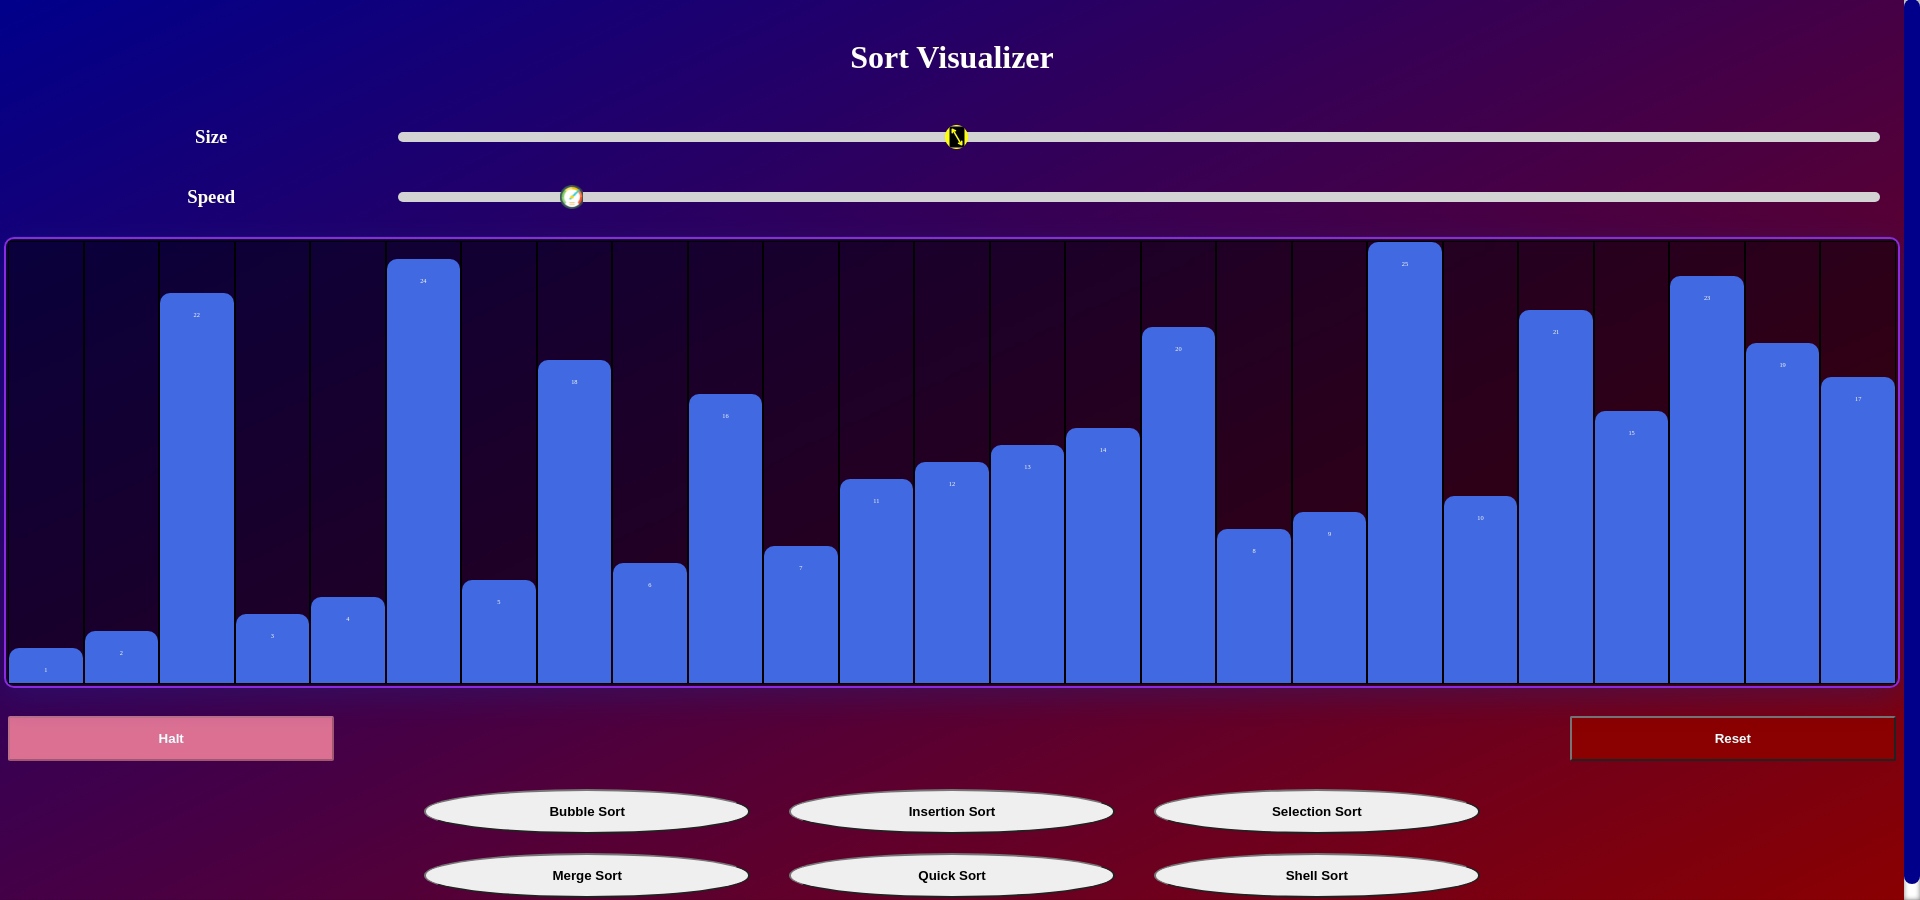 Sort Visualizer
Size
Speed
1 2 22 3 4 24 5 18 6 16 7 11 12 13 14 20 8 9 25 10 21 15 23 19 17
Halt
Reset
Bubble Sort
Insertion Sort
Selection Sort
Merge Sort
Quick Sort
Shell Sort